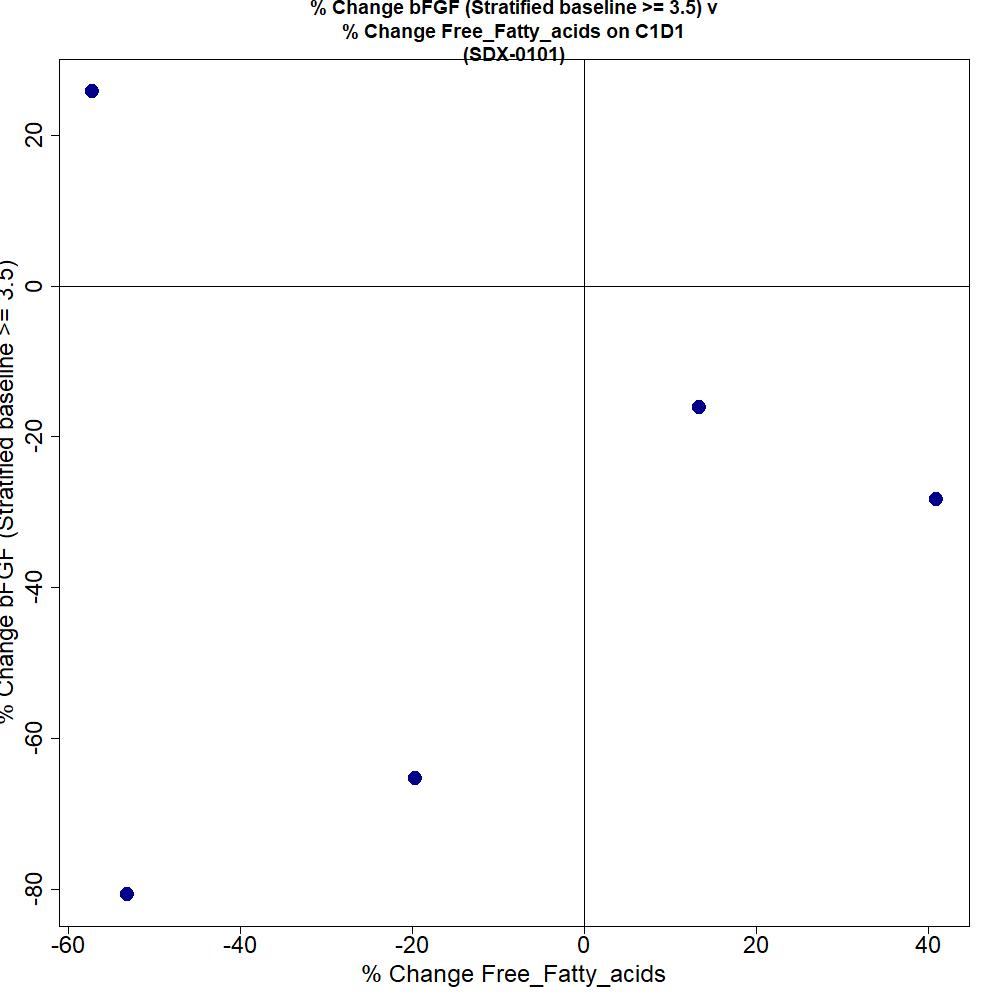 % Change bFGF (Stratified baseline >= 3.5) v
% Change Free_Fatty_acids on C1D1
(SDX-0101)
% Change bFGF (Stratified baseline >= 3.5)
20
0
-20
-40
-60
-80
-60 -40 -20 0 20 40
% Change Free_Fatty_acids